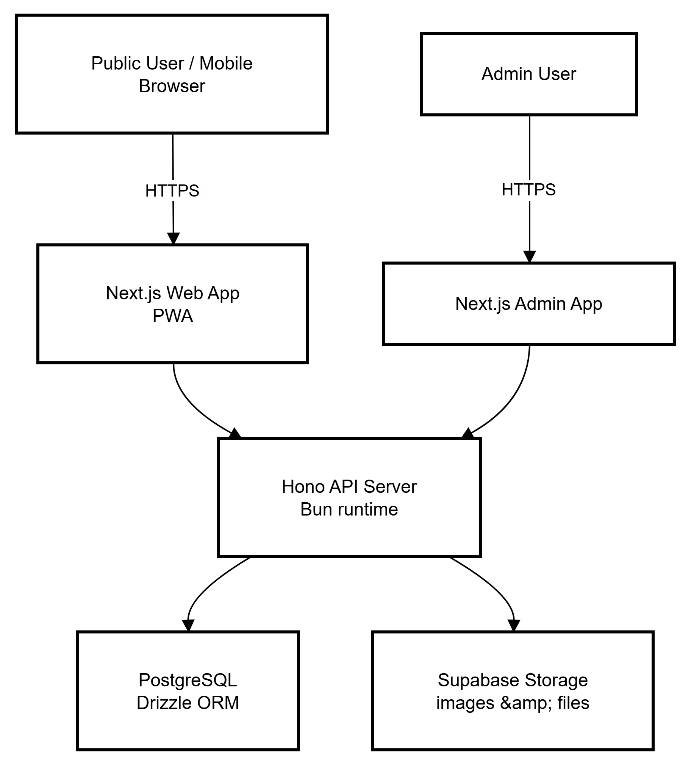 Public User / Mobile
Browser
Admin User
HTTPS
HTTPS
Next.js Web App
PWA
Next.js Admin App
Hono API Server
Bun runtime
PostgreSQL
Drizzle ORM
Supabase Storage
images &amp; files